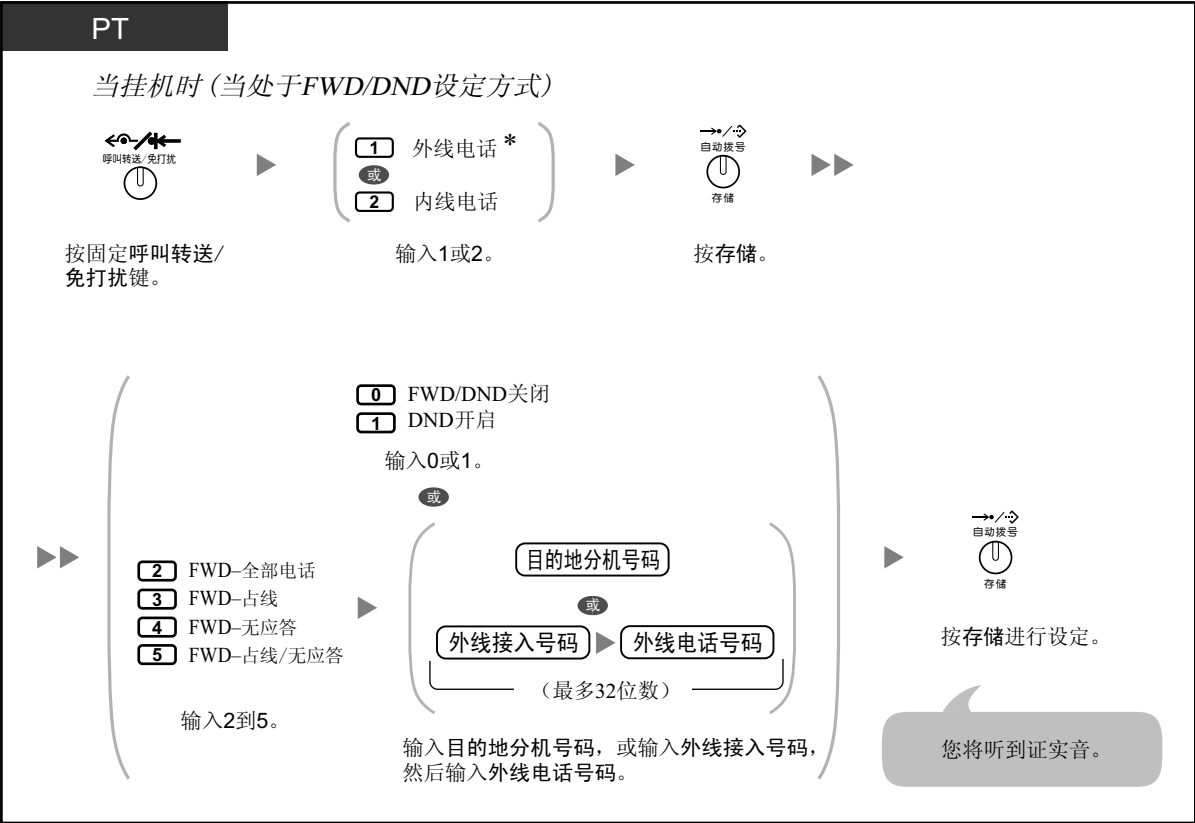 PT
当挂机时 (当处于FWD/DND设定方式)
呼叫转送/免打扰
1 外线电话 *
或
2 内线电话
自动拨号
存储
按固定呼叫转送/
免打扰键。
输入1或2。
按存储。
0 FWD/DND关闭
1 DND开启
输入0或1。
或
2 FWD–全部电话
3 FWD–占线
4 FWD–无应答
5 FWD–占线/无应答
输入2到5。
目的地分机号码
或
外线接入号码 外线电话号码
（最多32位数）
输入目的地分机号码，或输入外线接入号码，
然后输入外线电话号码。
自动拨号
存储
按存储进行设定。
您将听到证实音。